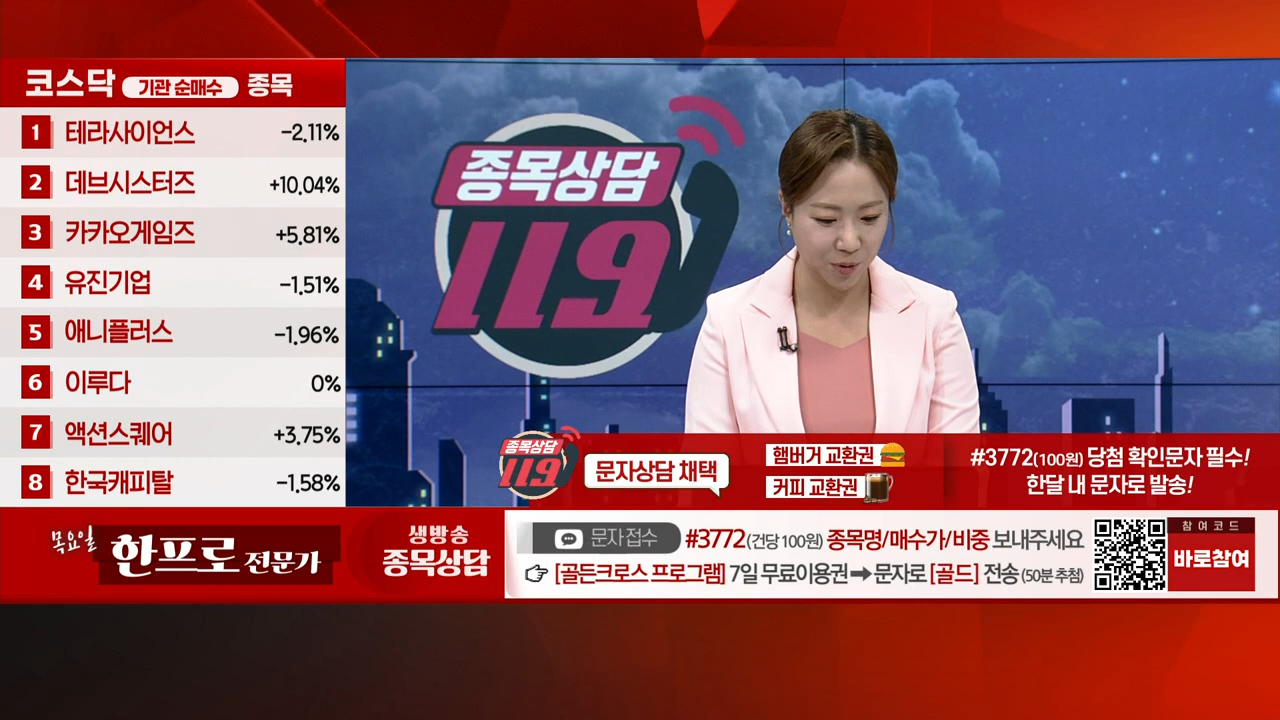 코스닥 기관 순매수 종목
1 테라사이언스 -2.11%
2 데브시스터즈 +10.04%
3 카카오게임즈 +5.81%
4 유진기업 -1.51%
5 애니플러스 -1.96%
6 이루다 0%
7 액션스퀘어 +3.75%
8 한국캐피탈 -1.58%
종목상담
119
종목상담
119
문자상담 채택
햄버거 교환권
커피 교환권
#3772(100원) 당첨 확인문자 필수!
한달 내 문자로 발송!
목요일 한프로 전문가
생방송
종목상담
문자 접수 #3772(건당 100원) 종목명/매수가/비중 보내주세요
[골든크로스 프로그램] 7일 무료이용권➡문자로 [골드] 전송 (50분 추첨)
참여코드
바로참여